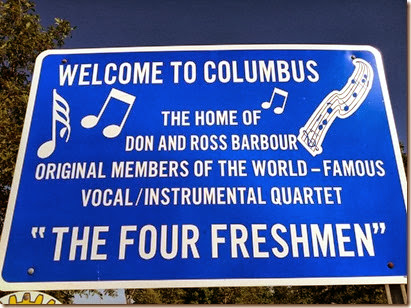 WELCOME TO COLUMBUS
THE HOME OF
DON AND ROSS BARBOUR
ORIGINAL MEMBERS OF THE WORLD-FAMOUS
VOCAL/INSTRUMENTAL QUARTET
"THE FOUR FRESHMEN"